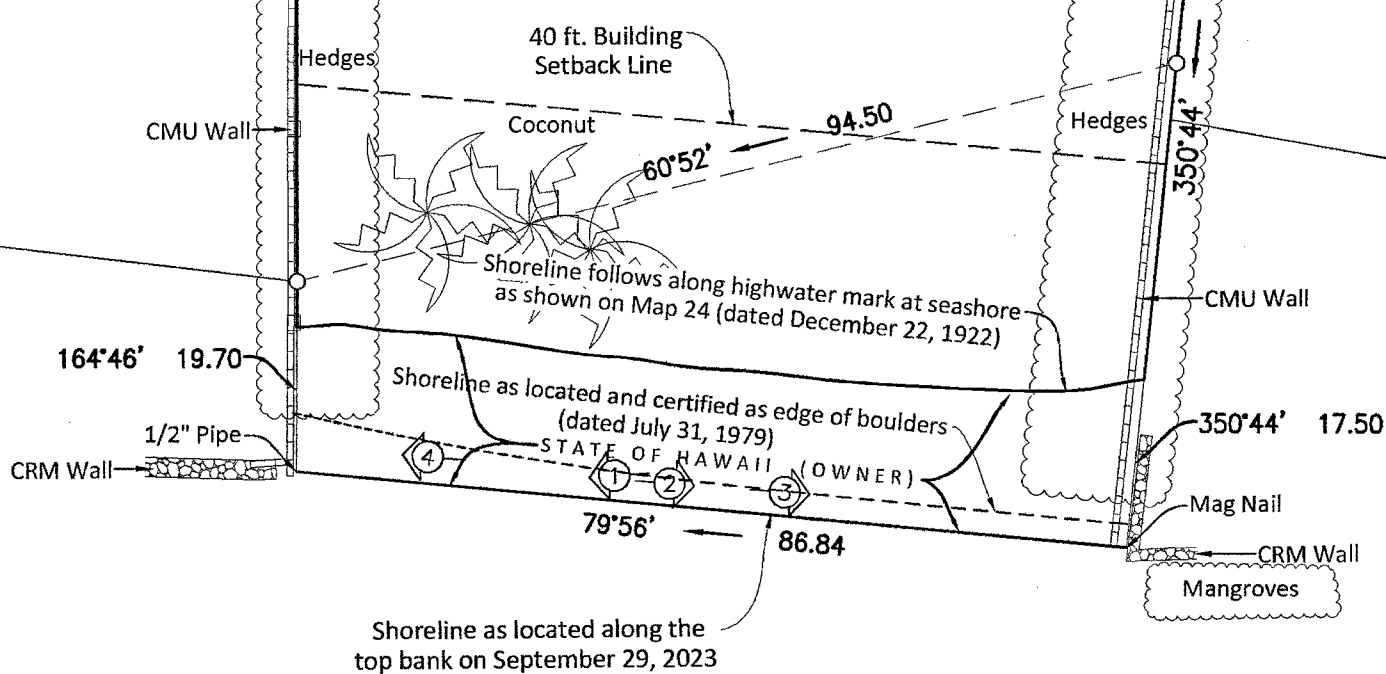 40 ft. Building
Setback Line
Hedges
CMU Wall
Coconut
94.50
60°52'
Hedges
350°44'
Shoreline follows along highwater mark at seashore
as shown on Map 24 (dated December 22, 1922)
CMU Wall
164°46' 19.70
Shoreline as located and certified as edge of boulders
(dated July 31, 1979)
350°44' 17.50
1/2" Pipe
STATE OF HAWAII (OWNER)
CRM Wall
4
1
2
3
Mag Nail
79°56'
86.84
CRM Wall
Mangroves
Shoreline as located along the
top bank on September 29, 2023